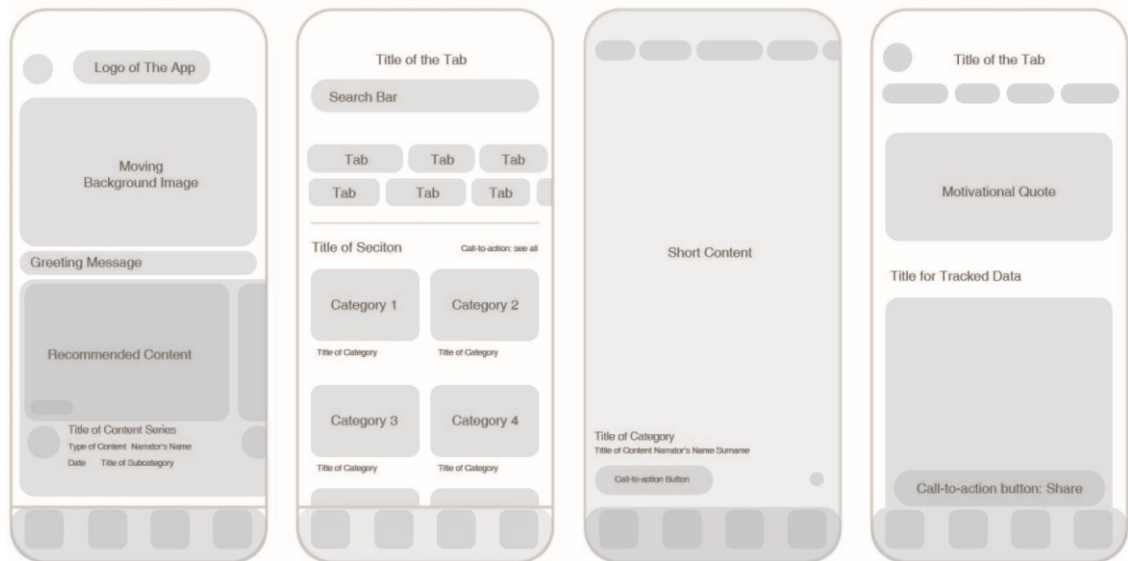 Logo of The App
Moving
Background Image
Greeting Message
Recommended Content
Title of Content Series
Type of Content Narrator's Name
Date Title of Subcategory
Title of the Tab
Search Bar
Tab Tab Tab
Tab Tab Tab
Title of Seciton Call-to-action: see all
Category 1 Category 2
Title of Category Title of Category
Category 3 Category 4
Title of Category Title of Category
Short Content
Title of Category
Title of Content Narrator's Name Surname
Call-to-action Button
Title of the Tab
Motivational Quote
Title for Tracked Data
Call-to-action button: Share